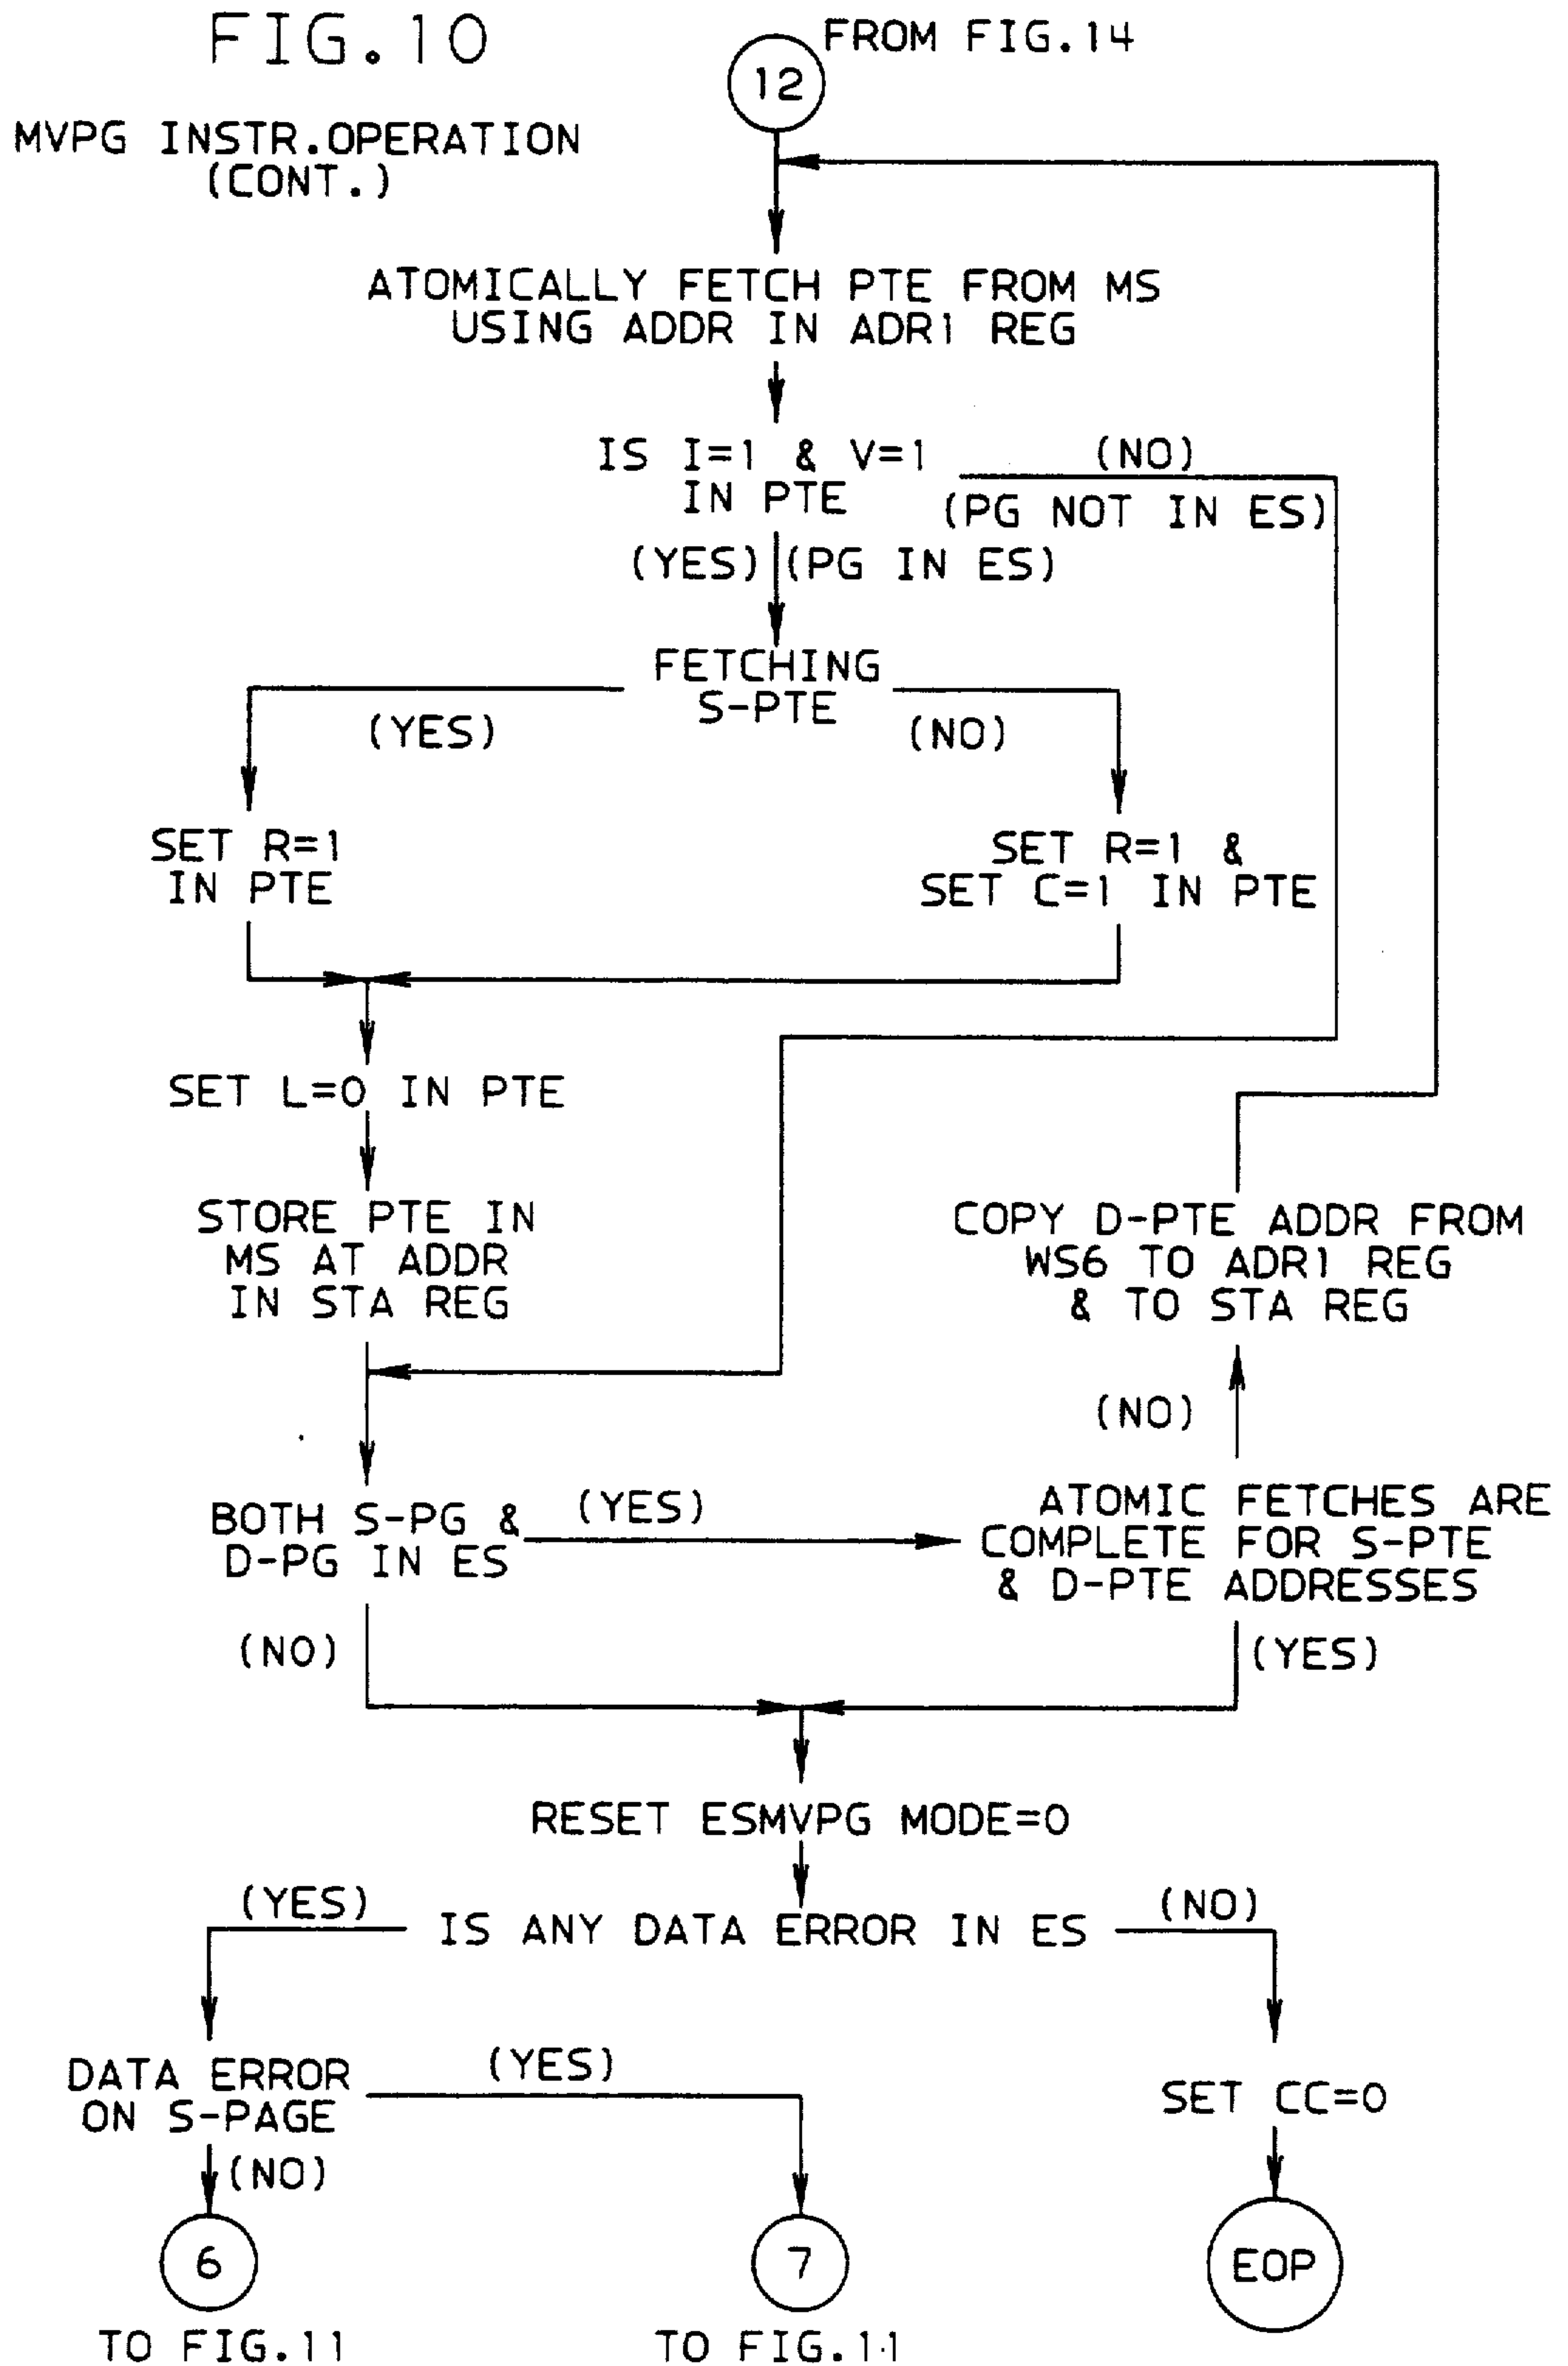 FIG.10
FROM FIG.14
12
MVPG INSTR.OPERATION
(CONT.)
ATOMICALLY FETCH PTE FROM MS
USING ADDR IN ADR1 REG
IS I=1 & V=1
IN PTE
(NO)
(PG NOT IN ES)
(YES) (PG IN ES)
FETCHING
S-PTE
(YES)
(NO)
SET R=1
IN PTE
SET R=1 &
SET C=1 IN PTE
SET L=0 IN PTE
STORE PTE IN
MS AT ADDR
IN STA REG
COPY D-PTE ADDR FROM
WS6 TO ADR1 REG
& TO STA REG
(NO)
BOTH S-PG &
D-PG IN ES
(YES)
ATOMIC FETCHES ARE
COMPLETE FOR S-PTE
& D-PTE ADDRESSES
(NO)
(YES)
RESET ESMVPG MODE=0
(YES)
IS ANY DATA ERROR IN ES
(NO)
DATA ERROR
ON S-PAGE
(YES)
SET CC=0
(NO)
6
7
EOP
TO FIG.11
TO FIG.11